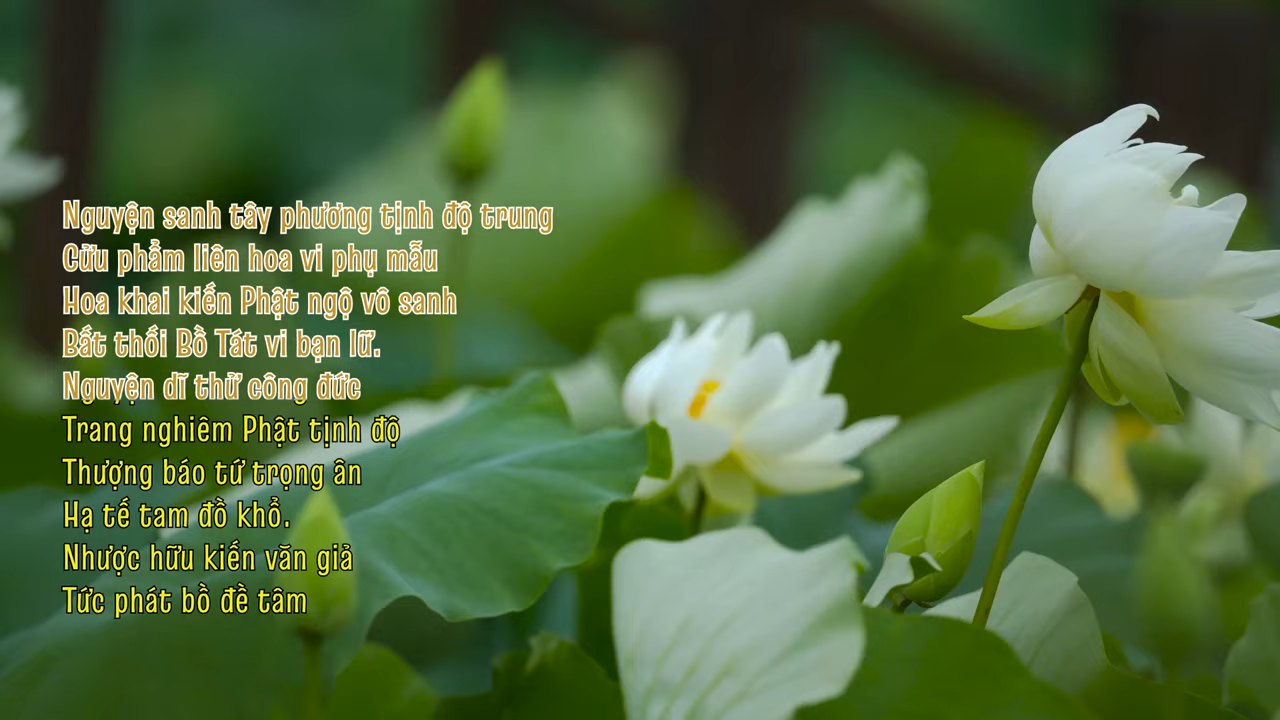 Nguyện sanh tây phương tịnh độ trung
Cửu phẩm liên hoa vi phụ mẫu
Hoa khai kiến Phật ngộ vô sanh
Bất thối Bồ Tát vi bạn lữ.
Nguyện dĩ thử công đức
Trang nghiêm Phật tịnh độ
Thượng báo tứ trọng ân
Hạ tế tam đồ khổ.
Nhược hữu kiến văn giả
Tức phát bồ đề tâm